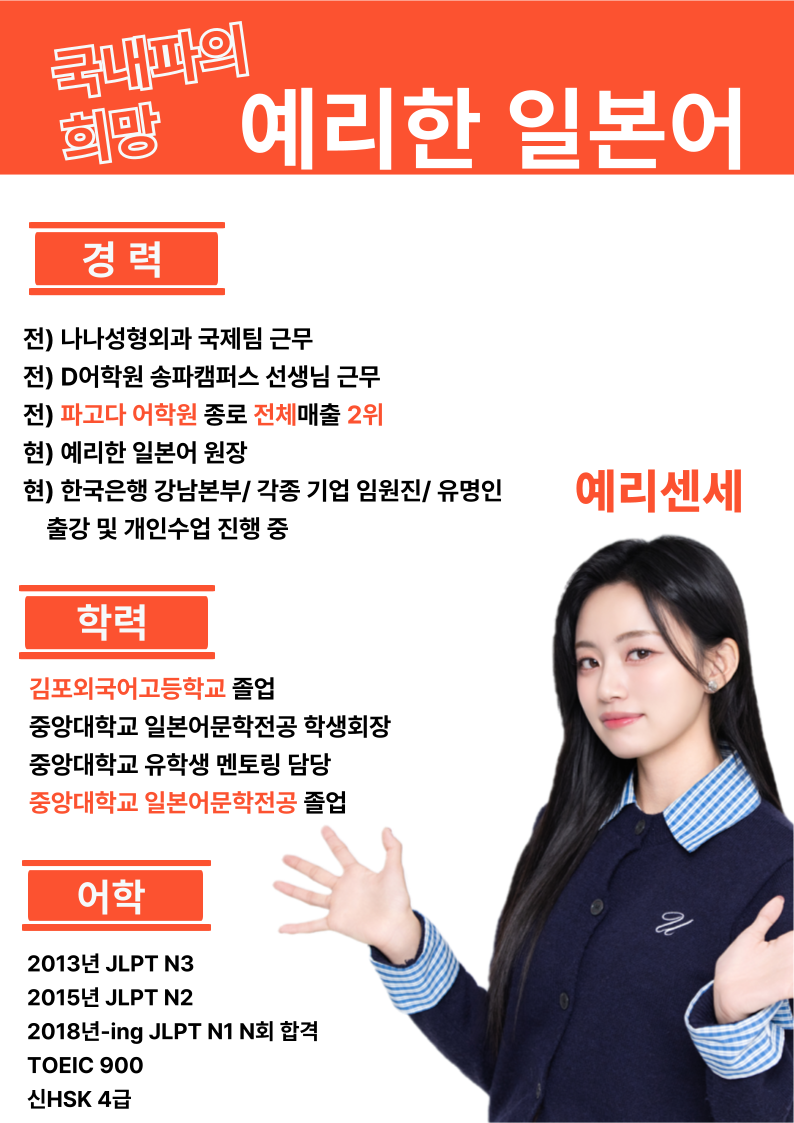 국내파의
희망
예리한 일본어
경 력
전) 나나성형외과 국제팀 근무
전) D어학원 송파캠퍼스 선생님 근무
전) 파고다 어학원 종로 전체매출 2위
현) 예리한 일본어 원장
현) 한국은행 강남본부/ 각종 기업 임원진/ 유명인
출강 및 개인수업 진행 중
예리센세
학력
김포외국어고등학교 졸업
중앙대학교 일본어문학전공 학생회장
중앙대학교 유학생 멘토링 담당
중앙대학교 일본어문학전공 졸업
어학
2013년 JLPT N3
2015년 JLPT N2
2018년-ing JLPT N1 N회 합격
TOEIC 900
신HSK 4급